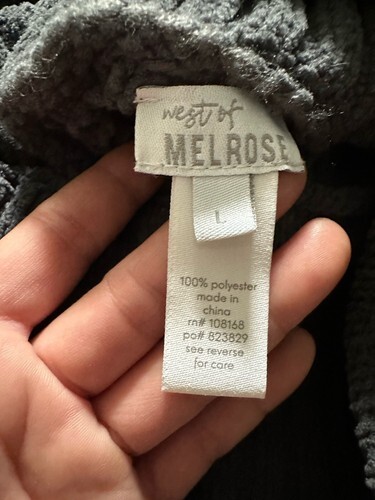 west of
MELROSE
L
100% polyester
made in
china
rn# 108168
po# 823829
see reverse
for care